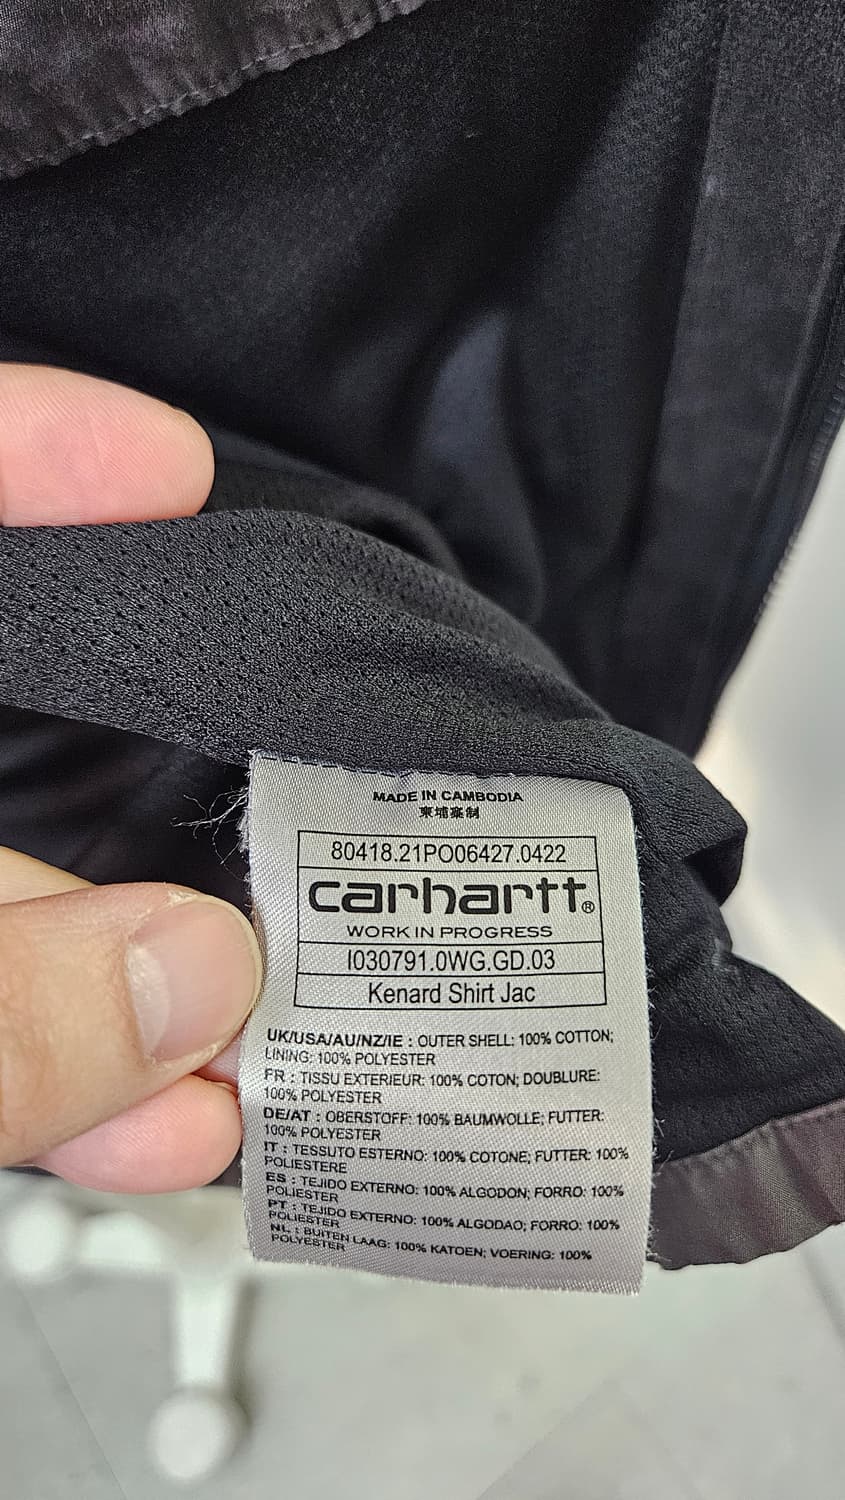 MADE IN CAMBODIA
柬埔寨制
80418.21PO06427.0422
carhartt®
WORK IN PROGRESS
I030791.0WG.GD.03
Kenard Shirt Jac
UK/USA/AU/NZ/IE : OUTER SHELL: 100% COTTON;
LINING: 100% POLYESTER
FR : TISSU EXTERIEUR: 100% COTON; DOUBLURE:
100% POLYESTER
DE/AT : OBERSTOFF: 100% BAUMWOLLE; FUTTER:
100% POLYESTER
IT : TESSUTO ESTERNO: 100% COTONE; FUTTER: 100%
POLIESTERE
ES : TEJIDO EXTERNO: 100% ALGODON; FORRO: 100%
POLIESTER
PT : TEJIDO EXTERNO: 100% ALGODAO; FORRO: 100%
POLIESTER
NL : BUITEN LAAG: 100% KATOEN; VOERING: 100%
POLYESTER